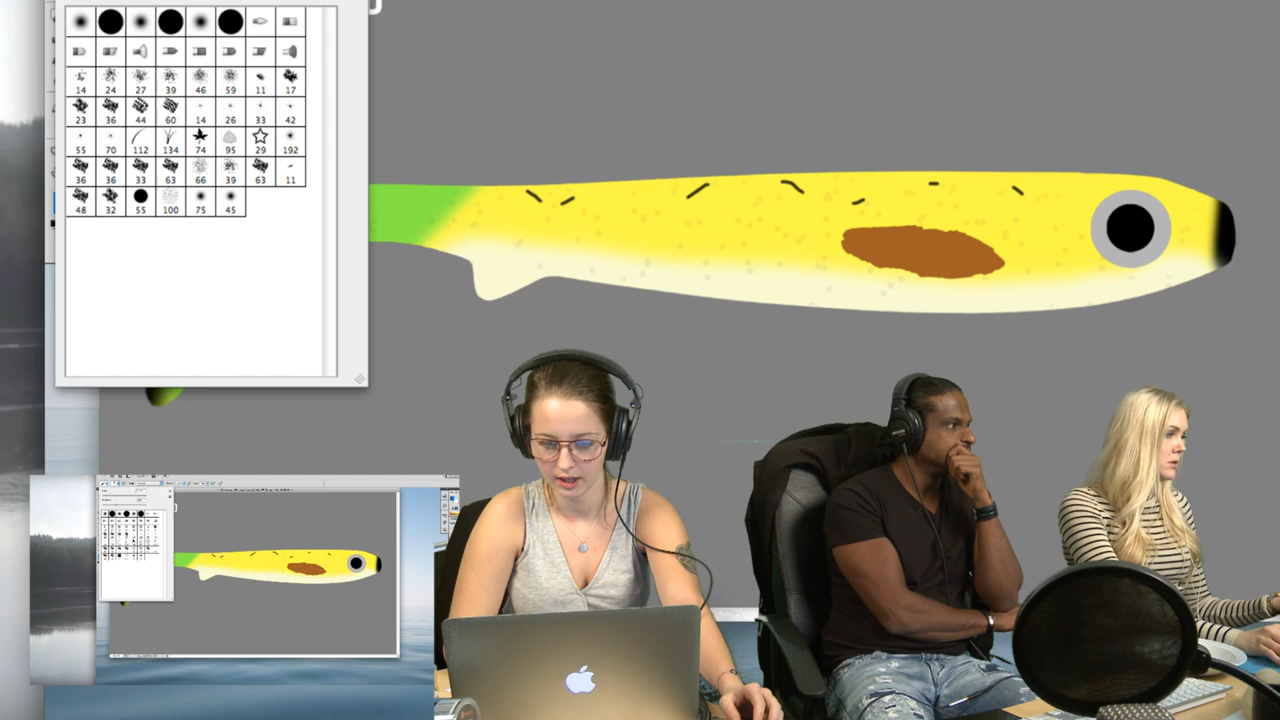 14 24 27 39 46 59 11 17
23 36 44 60 14 26 33 42
55 70 112 134 74 95 29 192
36 36 33 63 66 39 63 11
48 32 55 100 75 45